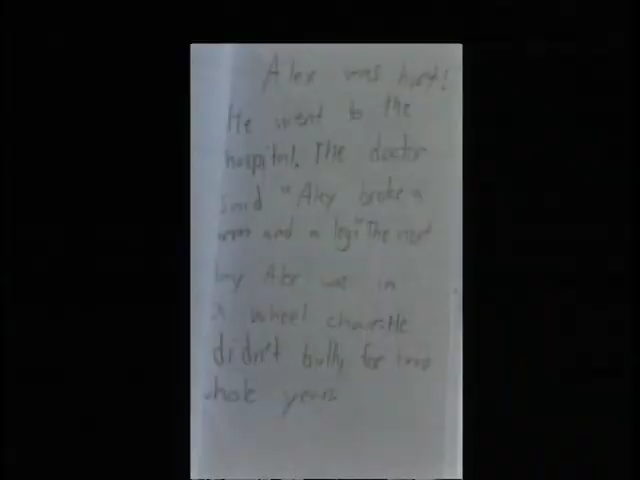 Alex was hurt!
He went to the
hospital. The doctor
said "Alex broke a
arm and a leg" The next
day Alex was in
a wheel chair. He
didn't bully for two
whole years